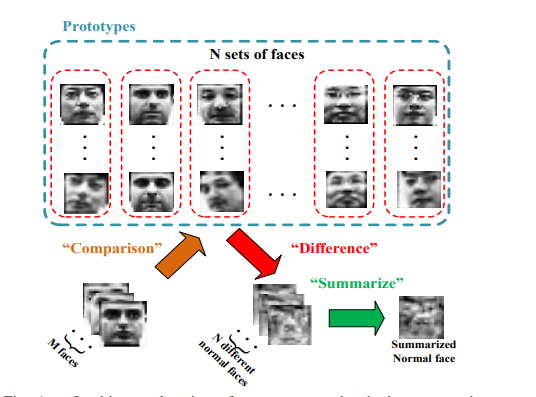 Prototypes
N sets of faces
“Comparison”
“Difference”
“Summarize”
M faces
N different
normal faces
Summarized
Normal face